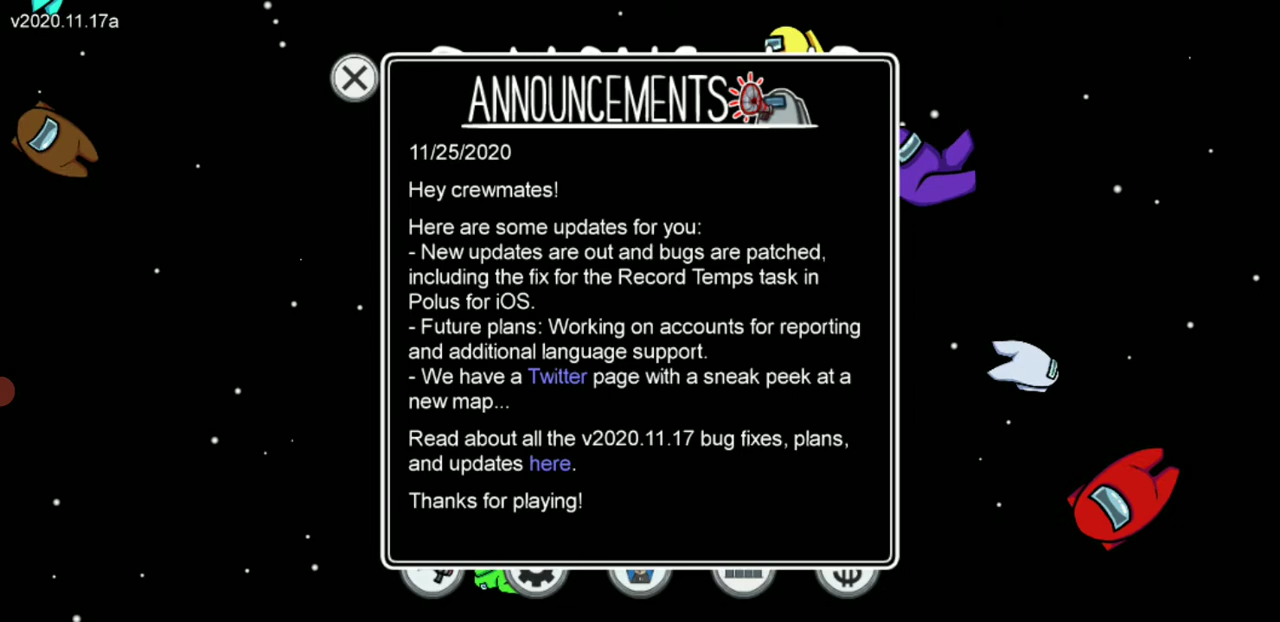 v2020.11.17a
ANNOUNCEMENTS
11/25/2020
Hey crewmates!
Here are some updates for you:
- New updates are out and bugs are patched,
including the fix for the Record Temps task in
Polus for iOS.
- Future plans: Working on accounts for reporting
and additional language support.
- We have a Twitter page with a sneak peek at a
new map...
Read about all the v2020.11.17 bug fixes, plans,
and updates here.
Thanks for playing!